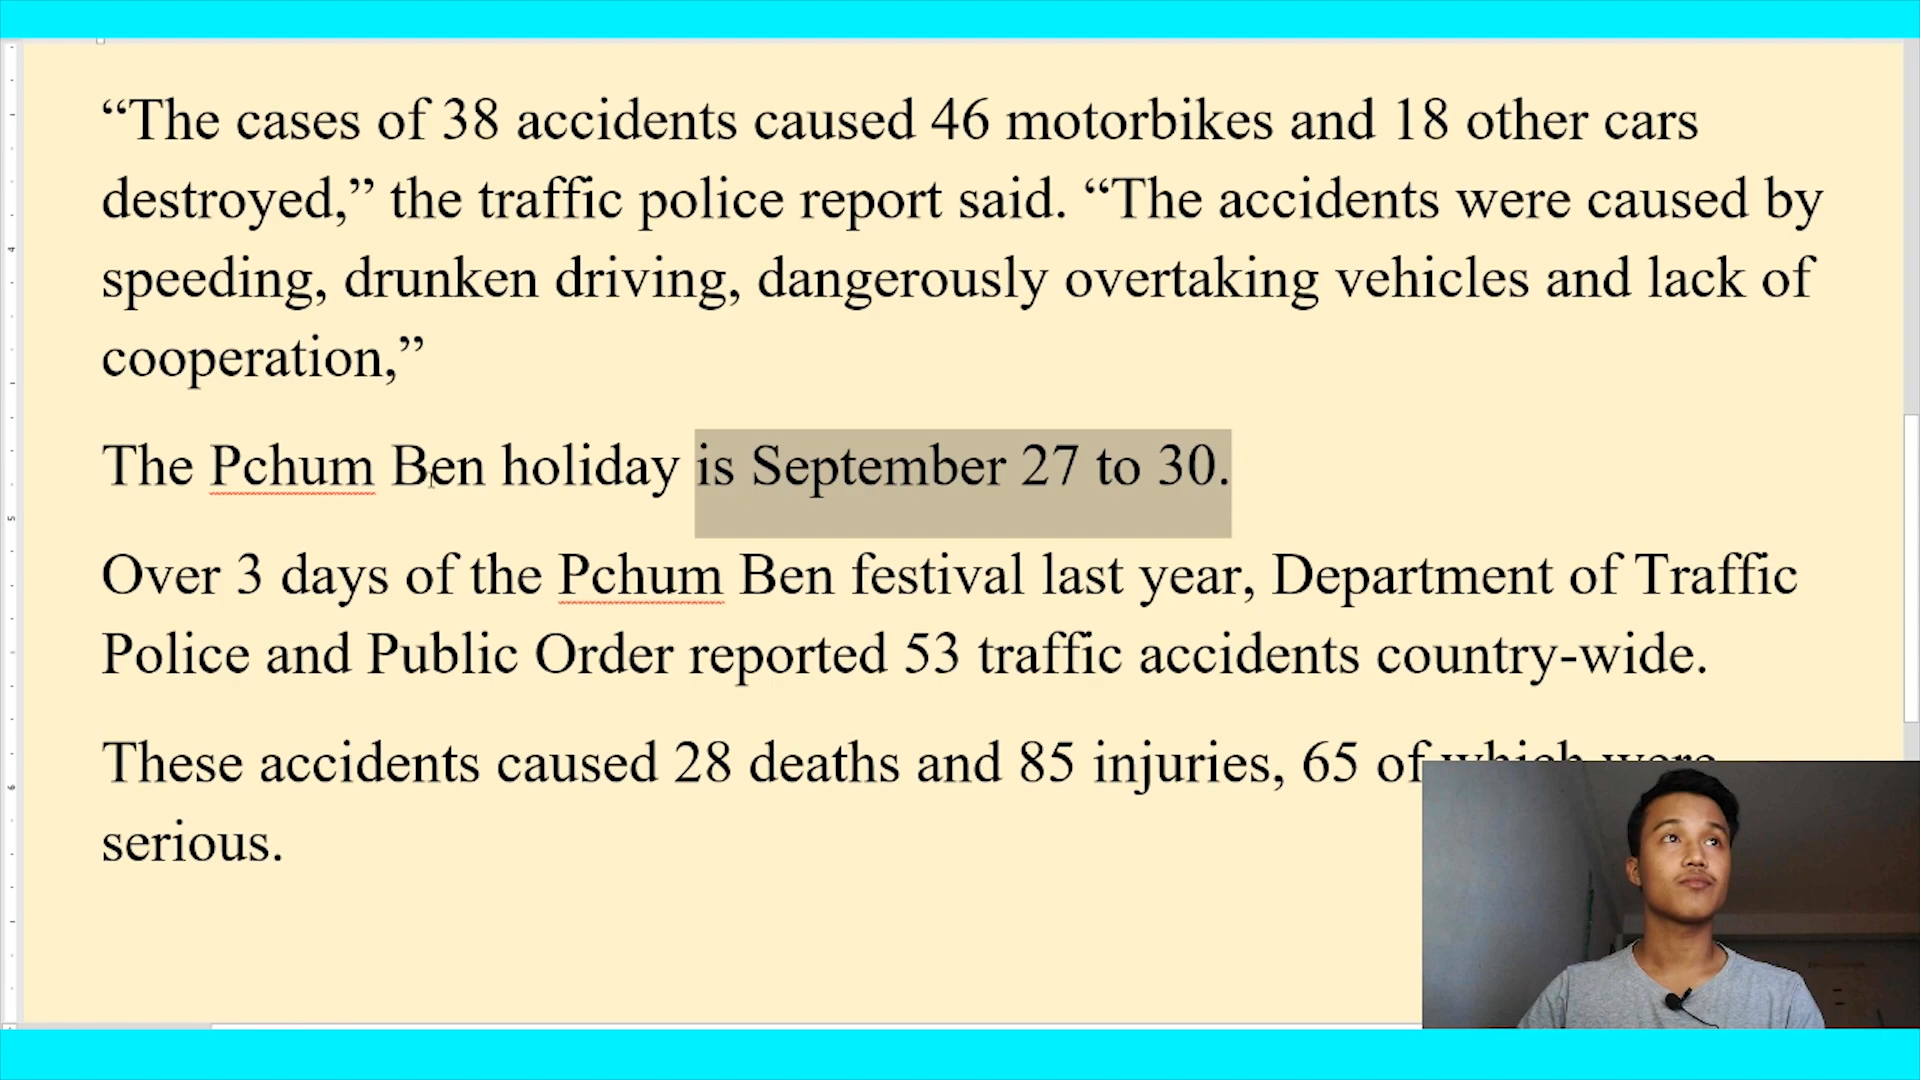 “The cases of 38 accidents caused 46 motorbikes and 18 other cars
destroyed,” the traffic police report said. “The accidents were caused by
speeding, drunken driving, dangerously overtaking vehicles and lack of
cooperation,”
The Pchum Ben holiday is September 27 to 30.
Over 3 days of the Pchum Ben festival last year, Department of Traffic
Police and Public Order reported 53 traffic accidents country-wide.
These accidents caused 28 deaths and 85 injuries, 65 of which were
serious.